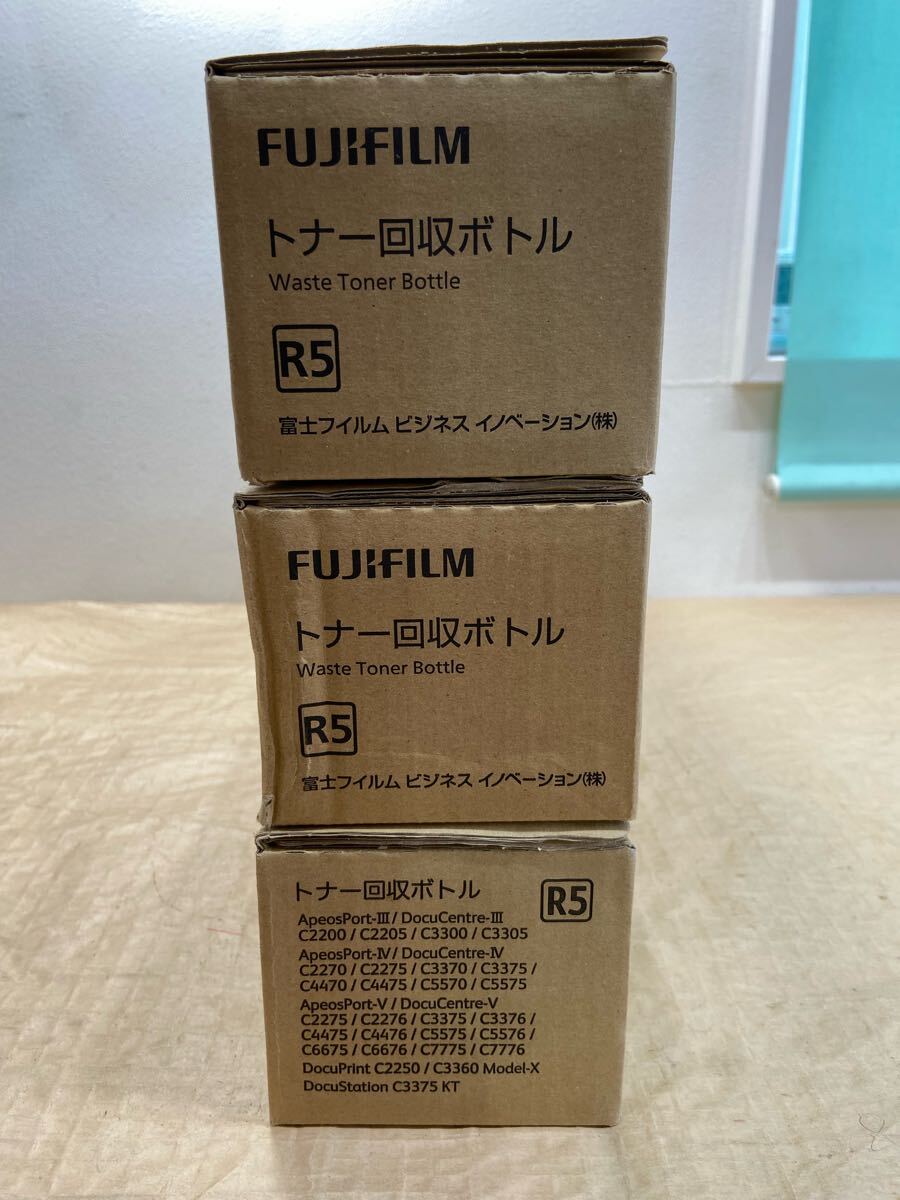 FUJIFILM
トナー回収ボトル
Waste Toner Bottle
R5
富士フイルム ビジネス イノベーション(株)
FUJIFILM
トナー回収ボトル
Waste Toner Bottle
R5
富士フイルム ビジネス イノベーション(株)
トナー回収ボトル
R5
ApeosPort-Ⅲ / DocuCentre-Ⅲ
C2200 / C2205 / C3300 / C3305
ApeosPort-Ⅳ / DocuCentre-Ⅳ
C2270 / C2275 / C3370 / C3375 /
C4470 / C4475 / C5570 / C5575
ApeosPort-V / DocuCentre-V
C2275 / C2276 / C3375 / C3376 /
C4475 / C4476 / C5575 / C5576 /
C6675 / C6676 / C7775 / C7776
DocuPrint C2250 / C3360 Model-X
DocuStation C3375 KT